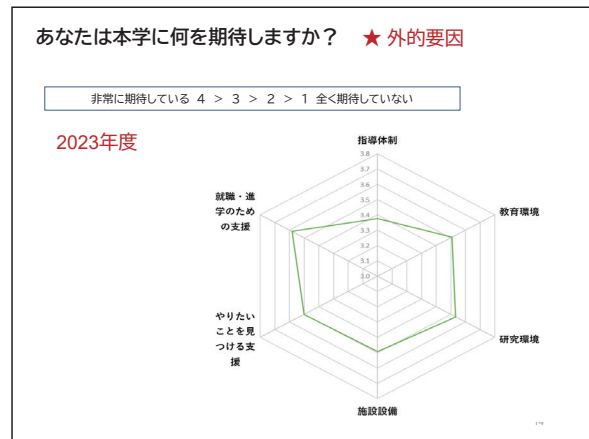 あなたは本学に何を期待しますか？ ★ 外的要因
非常に期待している 4 > 3 > 2 > 1 全く期待していない
2023年度
指導体制
3.8
3.7
3.6
3.5
3.4
3.3
3.2
3.1
3.0
教育環境
研究環境
施設設備
やりたい
ことを見
つける支
援
就職・進
学のため
の支援